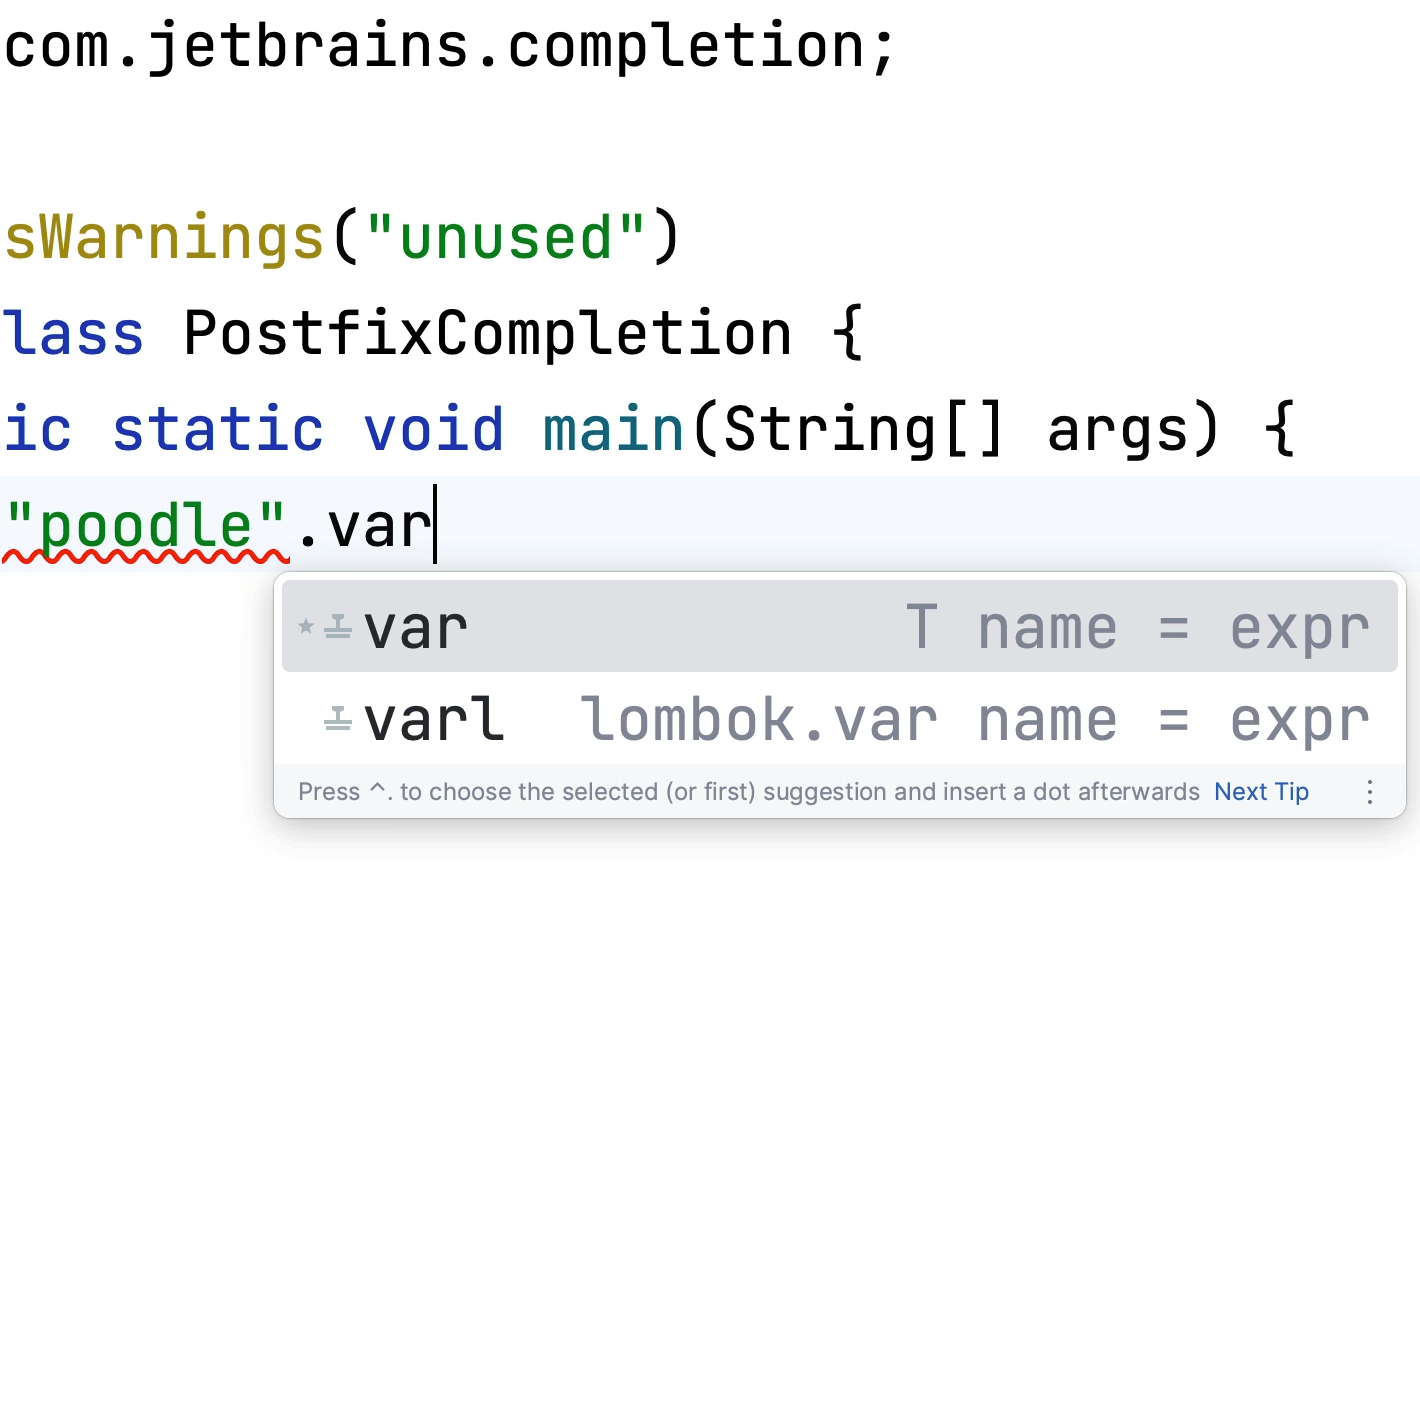 com.jetbrains.completion;
sWarnings("unused")
lass PostfixCompletion {
ic static void main(String[] args) {
"poodle".var
var T name = expr
varl lombok.var name = expr
Press ^. to choose the selected (or first) suggestion and insert a dot afterwards Next Tip